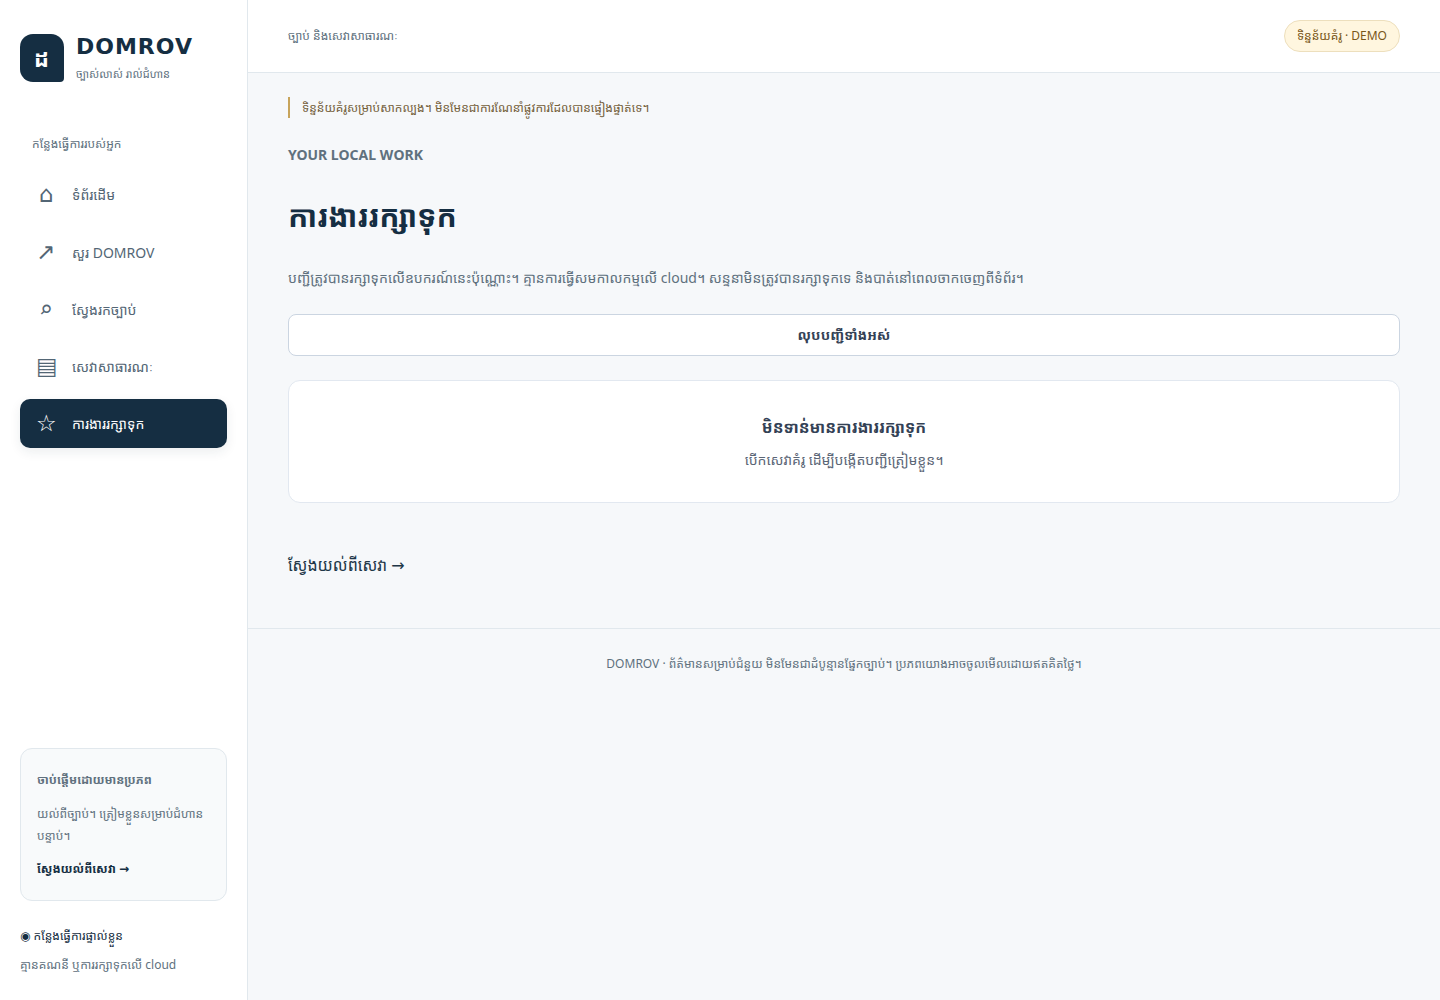 ដ
DOMROV
ច្បាស់លាស់ រាល់ជំហាន
កន្លែងធ្វើការរបស់អ្នក
ទំព័រដើម
សួរ DOMROV
ស្វែងរកច្បាប់
សេវាសាធារណៈ
ការងាររក្សាទុក
ចាប់ផ្តើមដោយមានប្រភព
យល់ពីច្បាប់។ ត្រៀមខ្លួនសម្រាប់ជំហាន
បន្ទាប់។
ស្វែងយល់ពីសេវា →
◉ កន្លែងធ្វើការផ្ទាល់ខ្លួន
គ្មានគណនី ឬការរក្សាទុកលើ cloud
ច្បាប់ និងសេវាសាធារណៈ
ទិន្នន័យគំរូ · DEMO
ទិន្នន័យគំរូសម្រាប់សាកល្បង។ មិនមែនជាការណែនាំផ្លូវការដែលបានផ្ទៀងផ្ទាត់ទេ។
YOUR LOCAL WORK
ការងាររក្សាទុក
បញ្ជីត្រូវបានរក្សាទុកលើឧបករណ៍នេះប៉ុណ្ណោះ។ គ្មានការធ្វើសមកាលកម្មលើ cloud។ សន្ទនាមិនត្រូវបានរក្សាទុកទេ និងបាត់នៅពេលចាកចេញពីទំព័រ។
លុបបញ្ជីទាំងអស់
មិនទាន់មានការងាររក្សាទុក
បើកសេវាគំរូ ដើម្បីបង្កើតបញ្ជីត្រៀមខ្លួន។
ស្វែងយល់ពីសេវា →
DOMROV · ព័ត៌មានសម្រាប់ជំនួយ មិនមែនជាដំបូន្មានផ្នែកច្បាប់។ ប្រភពយោងអាចចូលមើលដោយឥតគិតថ្លៃ។